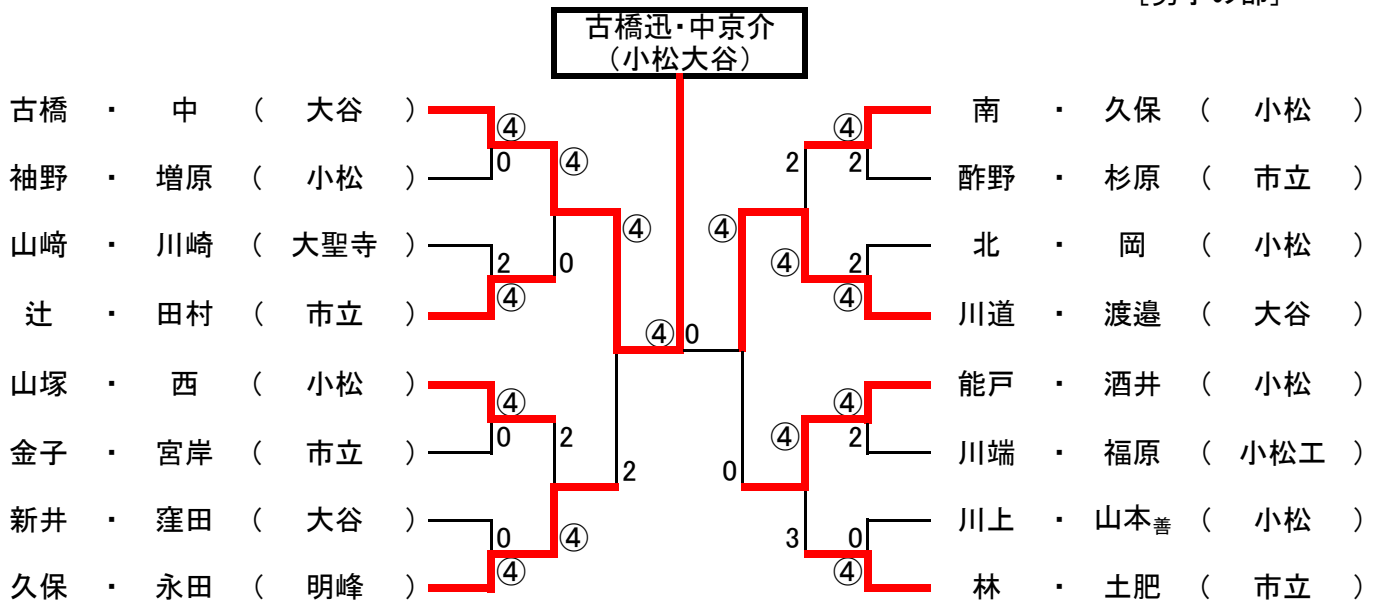 古橋迅・中京介
（小松大谷）
古橋 ・ 中 （ 大谷 ） ④ ④ 南 ・ 久保 （ 小松 ）
袖野 ・ 増原 （ 小松 ） 0 ④ 2 2 酢野 ・ 杉原 （ 市立 ）
山﨑 ・ 川崎 （ 大聖寺 ） 2 0 ④ ④ ④ 2 北 ・ 岡 （ 小松 ）
辻 ・ 田村 （ 市立 ） ④ ④ 0 ④ 川道 ・ 渡邉 （ 大谷 ）
山塚 ・ 西 （ 小松 ） ④ ④ 能戸 ・ 酒井 （ 小松 ）
金子 ・ 宮岸 （ 市立 ） 0 2 2 0 ④ 2 川端 ・ 福原 （ 小松工 ）
新井 ・ 窪田 （ 大谷 ） 0 ④ 3 0 川上 ・ 山本善 （ 小松 ）
久保 ・ 永田 （ 明峰 ） ④ ④ 林 ・ 土肥 （ 市立 ）